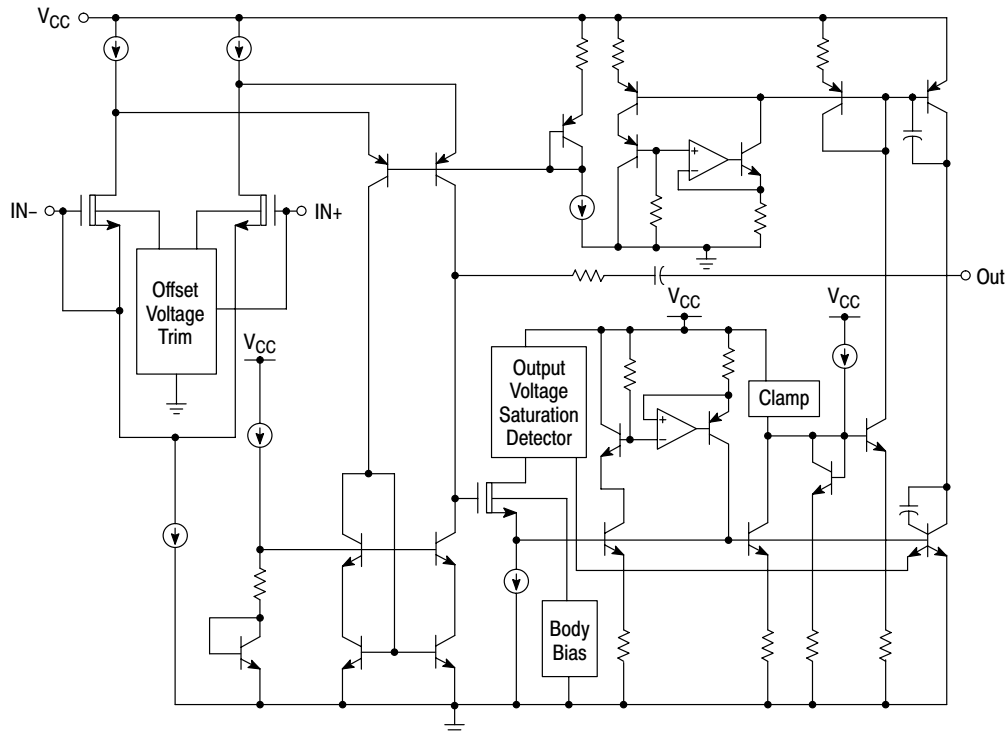 VCC
IN−
IN+
Offset
Voltage
Trim
Out
VCC
VCC
VCC
Output
Voltage
Saturation
Detector
+
−
+
−
Clamp
Body
Bias